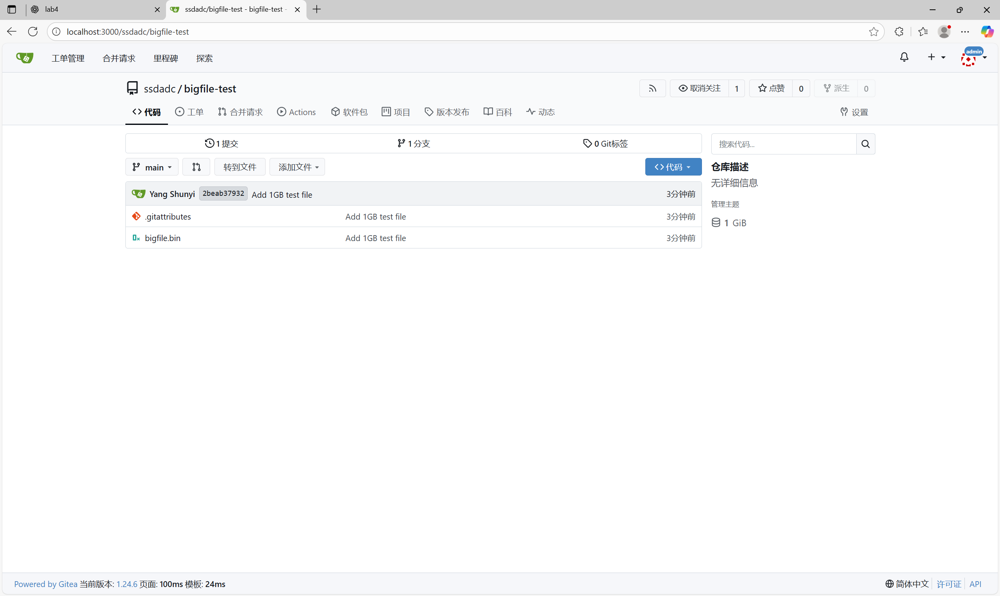 lab4
ssdadc/bigfile-test - bigfile-test -
localhost:3000/ssdadc/bigfile-test
工单管理 合并请求 里程碑 探索
admin
ssdadc / bigfile-test
取消关注 1 点赞 0 派生 0
代码 工单 合并请求 Actions 软件包 项目 版本发布 百科 动态 设置
1 提交 1 分支 0 Git标签
搜索代码...
main 转到文件 添加文件 代码
仓库描述
无详细信息
Yang Shunyi 2beab37932 Add 1GB test file 3分钟前
管理主题
.gitattributes Add 1GB test file 3分钟前
1 GiB
bigfile.bin Add 1GB test file 3分钟前
Powered by Gitea 当前版本: 1.24.6 页面: 100ms 模板: 24ms
简体中文 许可证 API